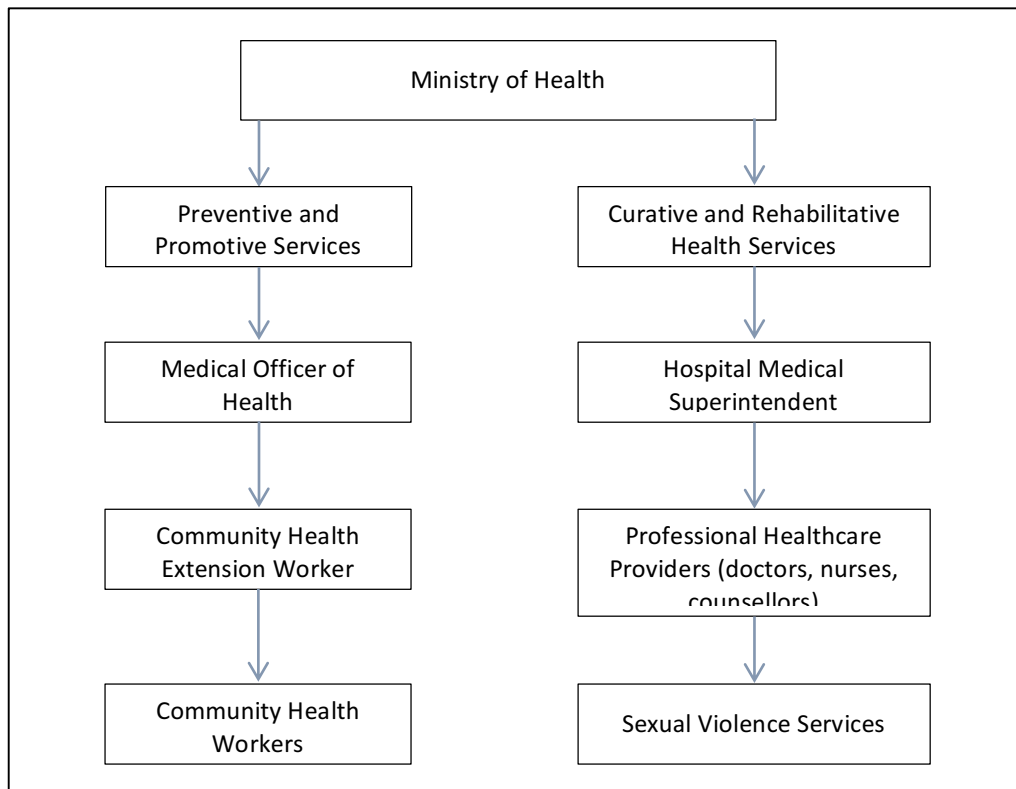 Ministry of Health
Preventive and
Promotive Services
Curative and Rehabilitative
Health Services
Medical Officer of
Health
Hospital Medical
Superintendent
Community Health
Extension Worker
Professional Healthcare
Providers (doctors, nurses,
counsellors)
Community Health
Workers
Sexual Violence Services